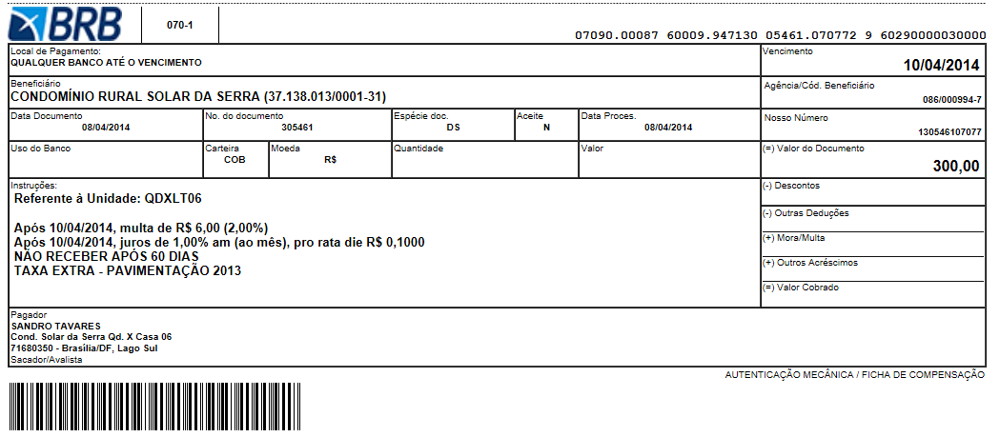 BRB
070-1
07090.00087 60009.947130 05461.070772 9 60290000030000
Local de Pagamento:
QUALQUER BANCO ATÉ O VENCIMENTO
Vencimento
10/04/2014
Beneficiário
CONDOMÍNIO RURAL SOLAR DA SERRA (37.138.013/0001-31)
Agência/Cód. Beneficiário
086/000994-7
Data Documento
08/04/2014
No. do documento
305461
Espécie doc.
DS
Aceite
N
Data Proces.
08/04/2014
Nosso Número
130546107077
Uso do Banco
Carteira
COB
Moeda
R$
Quantidade
Valor
(=) Valor do Documento
300,00
Instruções:
Referente à Unidade: QDXLT06
Após 10/04/2014, multa de R$ 6,00 (2,00%)
Após 10/04/2014, juros de 1,00% am (ao mês), pro rata die R$ 0,1000
NÃO RECEBER APÓS 60 DIAS
TAXA EXTRA - PAVIMENTAÇÃO 2013
(-) Descontos
(-) Outras Deduções
(+) Mora/Multa
(+) Outros Acréscimos
(=) Valor Cobrado
Pagador
SANDRO TAVARES
Cond. Solar da Serra Qd. X Casa 06
71680350 - Brasília/DF, Lago Sul
Sacador/Avalista
AUTENTICAÇÃO MECÂNICA / FICHA DE COMPENSAÇÃO